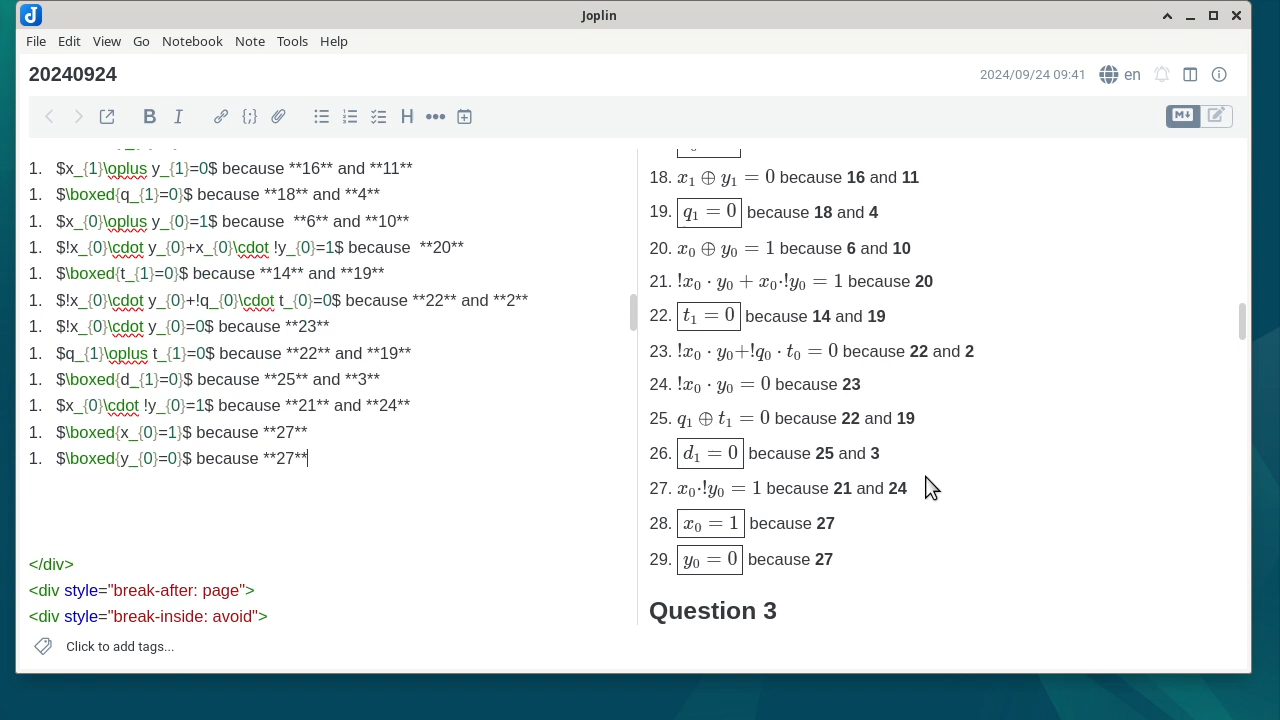 Joplin
File Edit View Go Notebook Note Tools Help
20240924
2024/09/24 09:41 en
1. $x_{1}\oplus y_{1}=0$ because **16** and **11**
1. $\boxed{q_{1}=0}$ because **18** and **4**
1. $x_{0}\oplus y_{0}=1$ because  **6** and **10**
1. $!x_{0}\cdot y_{0}+x_{0}\cdot !y_{0}=1$ because  **20**
1. $\boxed{t_{1}=0}$ because **14** and **19**
1. $!x_{0}\cdot y_{0}+!q_{0}\cdot t_{0}=0$ because **22** and **2**
1. $!x_{0}\cdot y_{0}=0$ because **23**
1. $q_{1}\oplus t_{1}=0$ because **22** and **19**
1. $\boxed{d_{1}=0}$ because **25** and **3**
1. $x_{0}\cdot !y_{0}=1$ because **21** and **24**
1. $\boxed{x_{0}=1}$ because **27**
1. $\boxed{y_{0}=0}$ because **27**
</div>
<div style="break-after: page">
<div style="break-inside: avoid">
18. x₁ ⊕ y₁ = 0 because 16 and 11
19. q₁ = 0 because 18 and 4
20. x₀ ⊕ y₀ = 1 because 6 and 10
21. !x₀ · y₀ + x₀·!y₀ = 1 because 20
22. t₁ = 0 because 14 and 19
23. !x₀ · y₀+!q₀ · t₀ = 0 because 22 and 2
24. !x₀ · y₀ = 0 because 23
25. q₁ ⊕ t₁ = 0 because 22 and 19
26. d₁ = 0 because 25 and 3
27. x₀·!y₀ = 1 because 21 and 24
28. x₀ = 1 because 27
29. y₀ = 0 because 27
Question 3
Click to add tags...